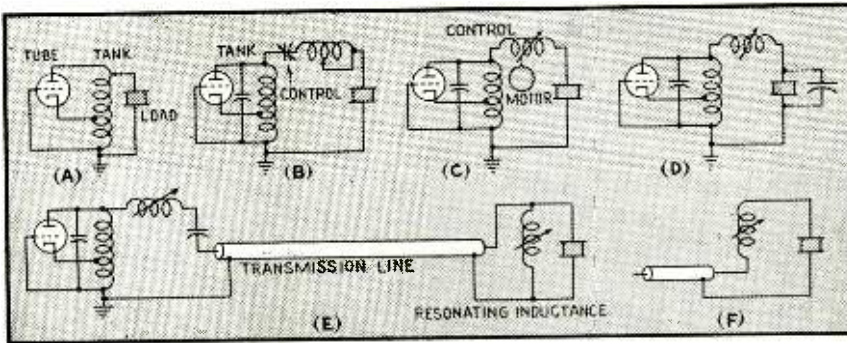 TUBE TANK
LOAD
(A)
TANK
CONTROL
(B)
CONTROL
MOTOR
(C)
(D)
TRANSMISSION LINE
(E)
RESONATING INDUCTANCE
(F)